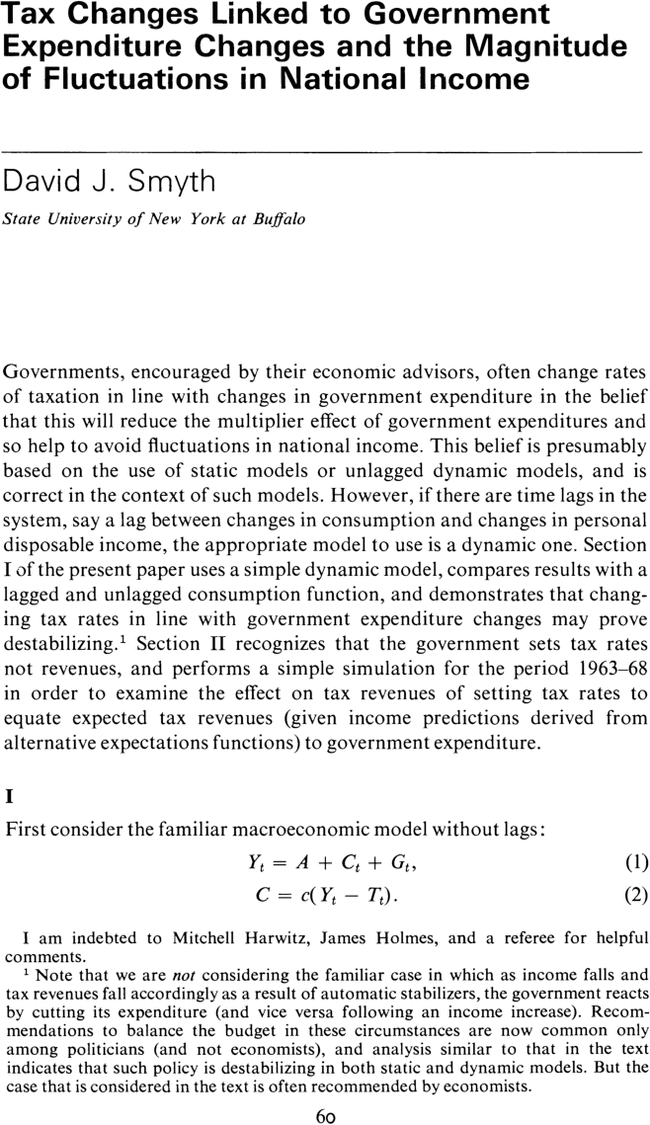 Tax Changes Linked to Government
Expenditure Changes and the Magnitude
of Fluctuations in National Income
David J. Smyth
State University of New York at Buffalo
Governments, encouraged by their economic advisors, often change rates
of taxation in line with changes in government expenditure in the belief
that this will reduce the multiplier effect of government expenditures and
so help to avoid fluctuations in national income. This belief is presumably
based on the use of static models or unlagged dynamic models, and is
correct in the context of such models. However, if there are time lags in the
system, say a lag between changes in consumption and changes in personal
disposable income, the appropriate model to use is a dynamic one. Section
I of the present paper uses a simple dynamic model, compares results with a
lagged and unlagged consumption function, and demonstrates that chang-
ing tax rates in line with government expenditure changes may prove
destabilizing.¹ Section II recognizes that the government sets tax rates
not revenues, and performs a simple simulation for the period 1963–68
in order to examine the effect on tax revenues of setting tax rates to
equate expected tax revenues (given income predictions derived from
alternative expectations functions) to government expenditure.
I
First consider the familiar macroeconomic model without lags:
Yₜ = A + Cₜ + Gₜ, (1)
C = c(Yₜ − Tₜ). (2)
I am indebted to Mitchell Harwitz, James Holmes, and a referee for helpful
comments.
¹ Note that we are not considering the familiar case in which as income falls and
tax revenues fall accordingly as a result of automatic stabilizers, the government reacts
by cutting its expenditure (and vice versa following an income increase). Recom-
mendations to balance the budget in these circumstances are now common only
among politicians (and not economists), and analysis similar to that in the text
indicates that such policy is destabilizing in both static and dynamic models. But the
case that is considered in the text is often recommended by economists.
60